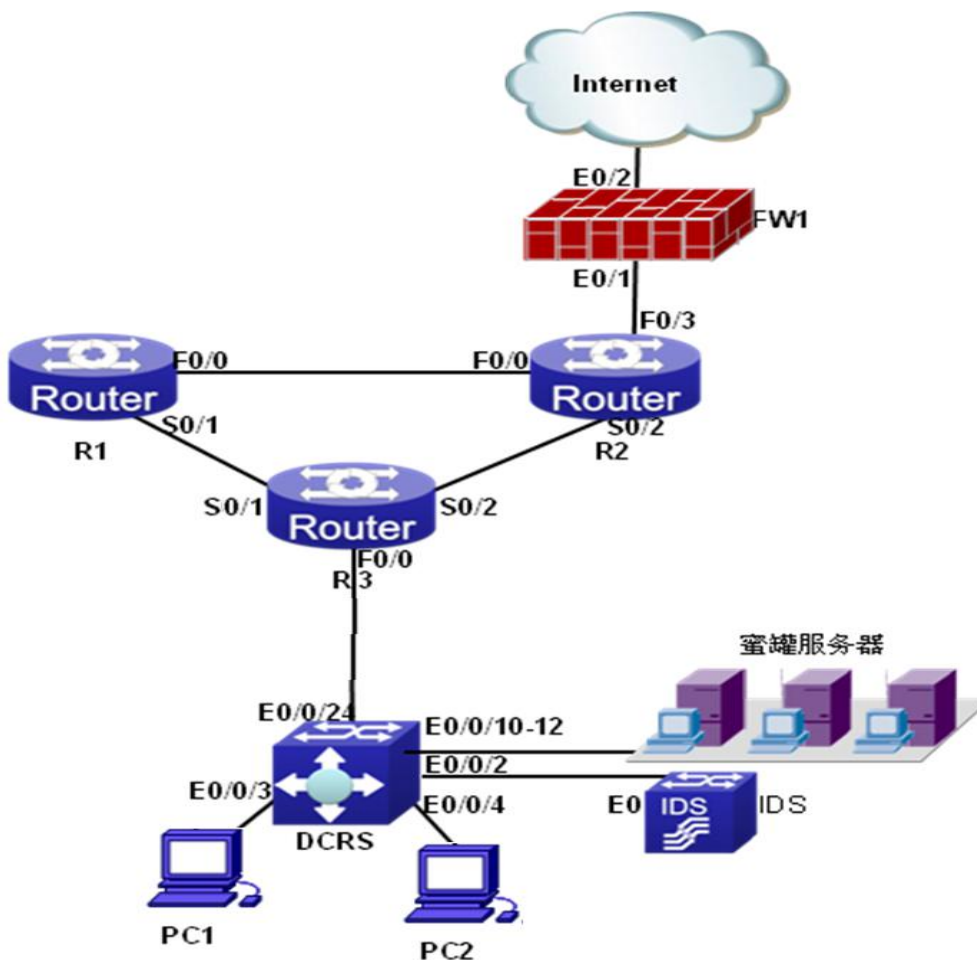 Internet
E0/2
FW1
E0/1
F0/3
F0/0
F0/0
Router
Router
S0/1
S0/2
R1
R2
S0/1
S0/2
Router
F0/0
R3
蜜罐服务器
E0/0/24
E0/0/10-12
E0/0/2
E0/0/3
E0/0/4
E0
IDS
IDS
DCRS
PC1
PC2